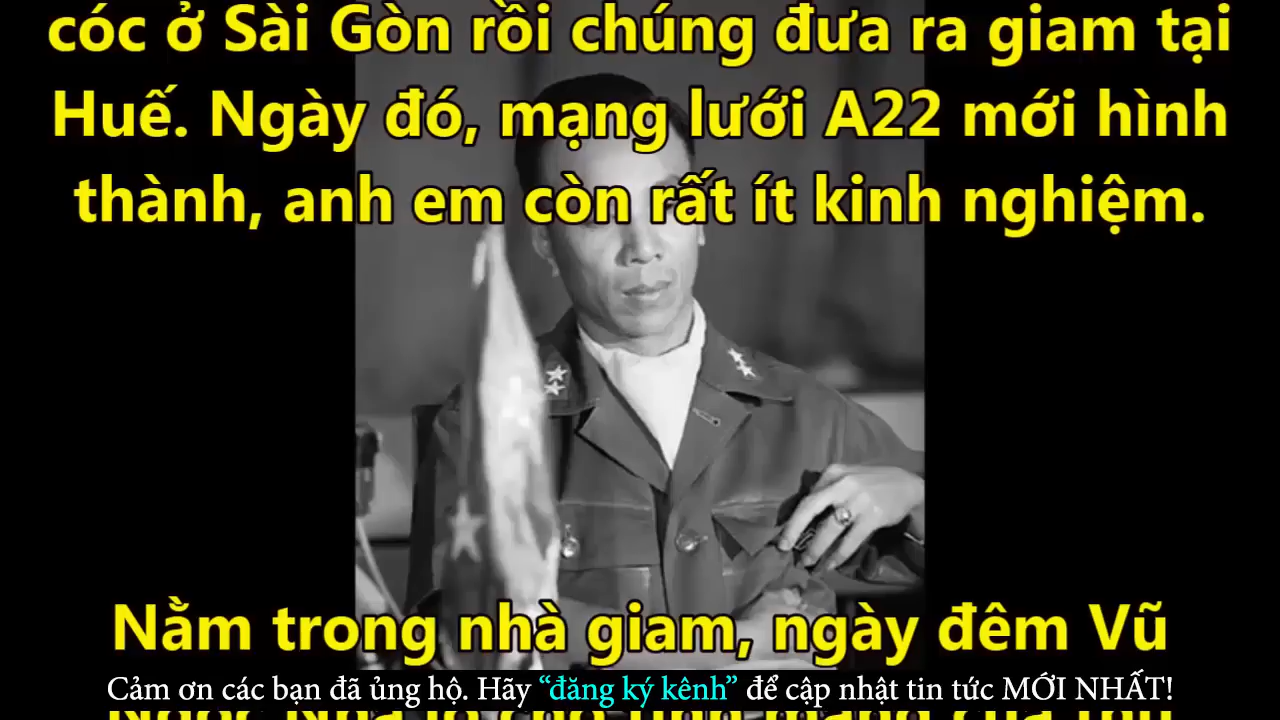 cóc ở Sài Gòn rồi chúng đưa ra giam tại
Huế. Ngày đó, mạng lưới A22 mới hình
thành, anh em còn rất ít kinh nghiệm.
Nằm trong nhà giam, ngày đêm Vũ
Cảm ơn các bạn đã ủng hộ. Hãy “đăng ký kênh” để cập nhật tin tức MỚI NHẤT!